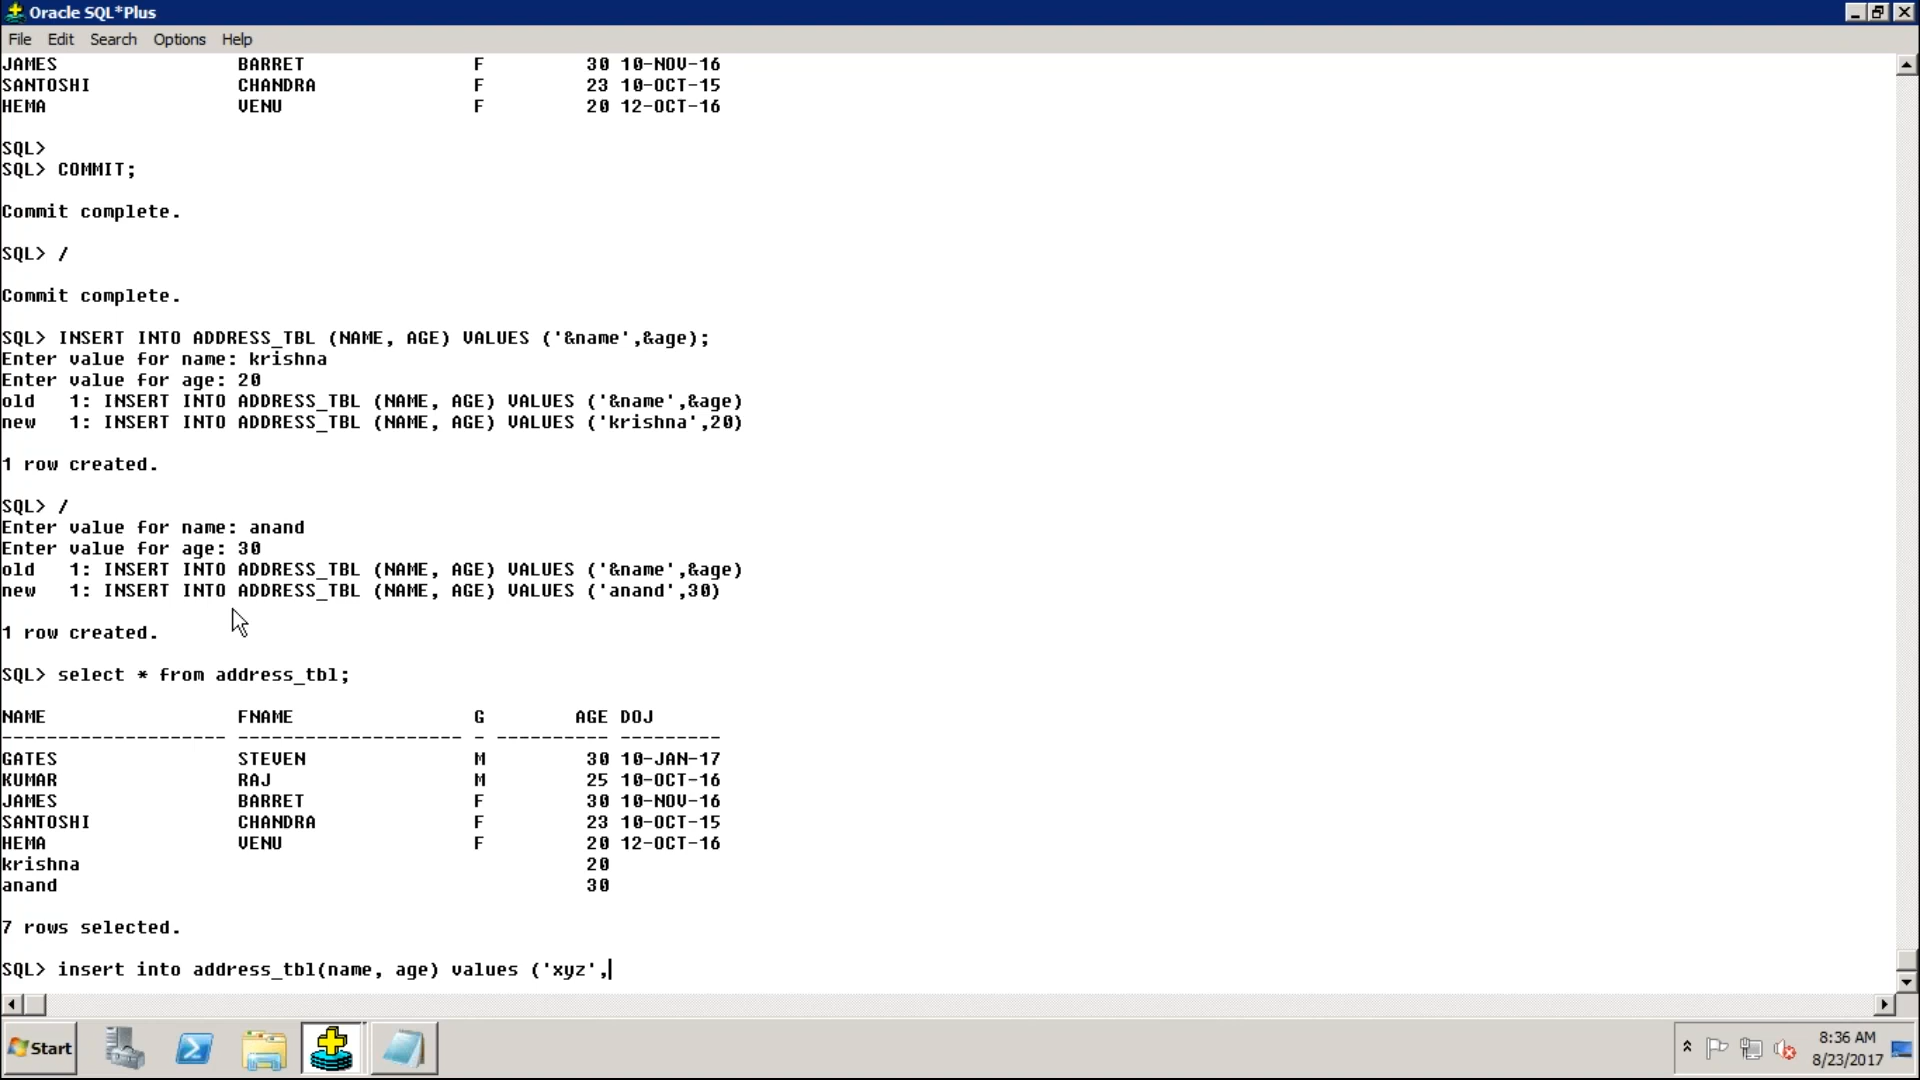 Oracle SQL*Plus
File Edit Search Options Help
JAMES BARRET F 30 10-NOV-16
SANTOSHI CHANDRA F 23 10-OCT-15
HEMA VENU F 20 12-OCT-16
SQL>
SQL> COMMIT;
Commit complete.
SQL> /
Commit complete.
SQL> INSERT INTO ADDRESS_TBL (NAME, AGE) VALUES ('&name',&age);
Enter value for name: krishna
Enter value for age: 20
old 1: INSERT INTO ADDRESS_TBL (NAME, AGE) VALUES ('&name',&age)
new 1: INSERT INTO ADDRESS_TBL (NAME, AGE) VALUES ('krishna',20)
1 row created.
SQL> /
Enter value for name: anand
Enter value for age: 30
old 1: INSERT INTO ADDRESS_TBL (NAME, AGE) VALUES ('&name',&age)
new 1: INSERT INTO ADDRESS_TBL (NAME, AGE) VALUES ('anand',30)
1 row created.
SQL> select * from address_tbl;
NAME FNAME G AGE DOJ
-------------------- -------------------- - ---------- ---------
GATES STEVEN M 30 10-JAN-17
KUMAR RAJ M 25 10-OCT-16
JAMES BARRET F 30 10-NOV-16
SANTOSHI CHANDRA F 23 10-OCT-15
HEMA VENU F 20 12-OCT-16
krishna 20
anand 30
7 rows selected.
SQL> insert into address_tbl(name, age) values ('xyz',
Start
8:36 AM
8/23/2017